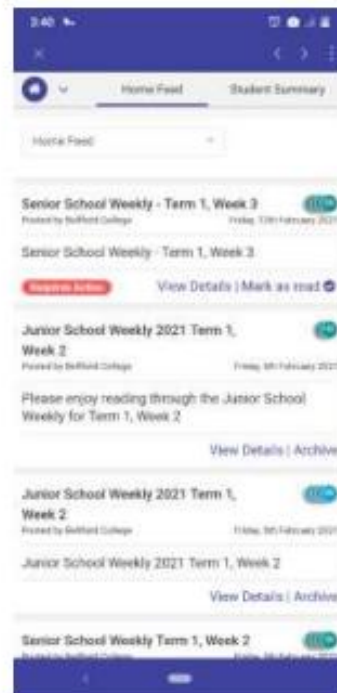 3:40
Home Feed
Student Summary
Home Feed
Senior School Weekly - Term 1, Week 3
Posted by Bellford College
Friday, 12th February 2021
Senior School Weekly - Term 1, Week 3
Requires Action
View Details | Mark as read
Junior School Weekly 2021 Term 1,
Week 2
Posted by Bellford College
Friday, 5th February 2021
Please enjoy reading through the Junior School
Weekly for Term 1, Week 2
View Details | Archive
Junior School Weekly 2021 Term 1,
Week 2
Posted by Bellford College
Friday, 5th February 2021
Junior School Weekly 2021 Term 1, Week 2
View Details | Archive
Senior School Weekly Term 1, Week 2